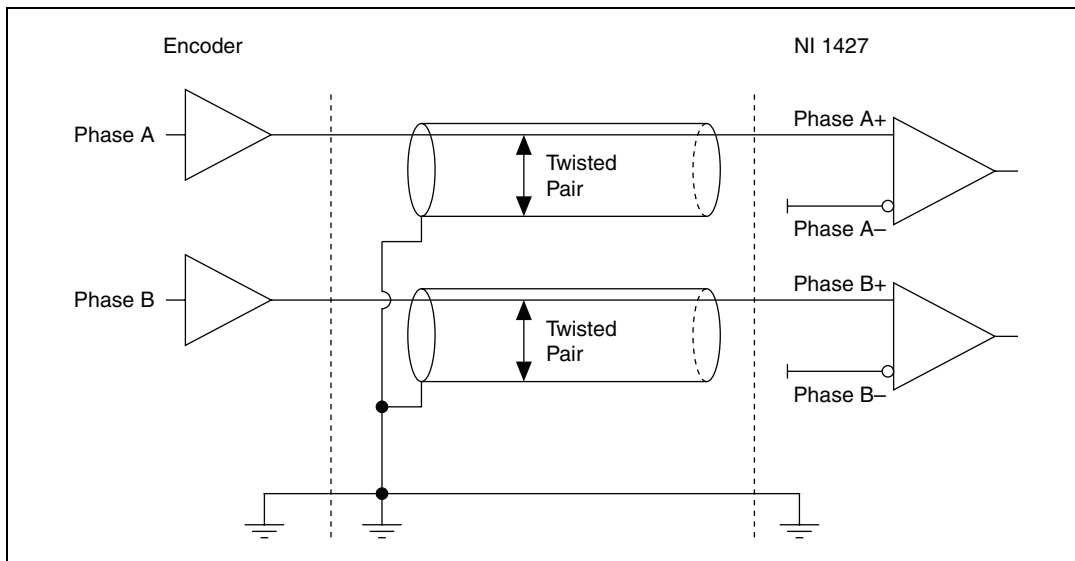 Encoder
NI 1427
Phase A
Twisted
Pair
Phase A+
Phase A–
Phase B
Twisted
Pair
Phase B+
Phase B–